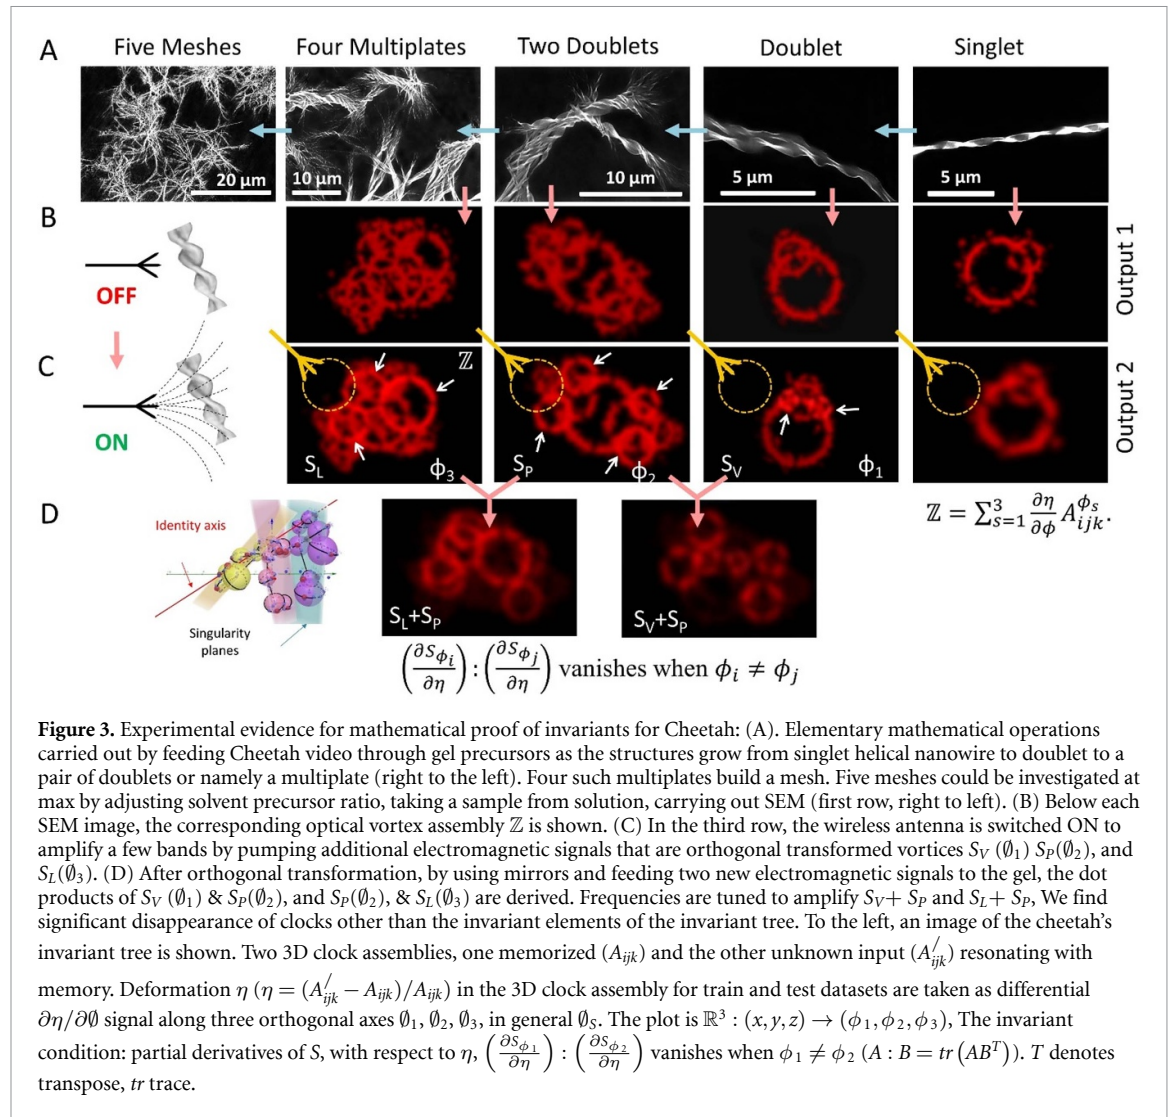 A Five Meshes Four Multiplates Two Doublets Doublet Singlet
20 μm 10 μm 10 μm 5 μm 5 μm
B OFF Output 1
C ON ℤ S_L ϕ_3 S_P ϕ_2 S_V ϕ_1 Output 2
D Identity axis
Singularity
planes
S_L+S_P S_V+S_P
ℤ = ∑_{s=1}^{3} ∂η/∂ϕ A_{ijk}^{ϕ_s}.
(∂S_{ϕ_i}/∂η) : (∂S_{ϕ_j}/∂η) vanishes when ϕ_i ≠ ϕ_j
Figure 3. Experimental evidence for mathematical proof of invariants for Cheetah: (A). Elementary mathematical operations
carried out by feeding Cheetah video through gel precursors as the structures grow from singlet helical nanowire to doublet to a
pair of doublets or namely a multiplate (right to the left). Four such multiplates build a mesh. Five meshes could be investigated at
max by adjusting solvent precursor ratio, taking a sample from solution, carrying out SEM (first row, right to left). (B) Below each
SEM image, the corresponding optical vortex assembly ℤ is shown. (C) In the third row, the wireless antenna is switched ON to
amplify a few bands by pumping additional electromagnetic signals that are orthogonal transformed vortices S_V (∅_1) S_P(∅_2), and
S_L(∅_3). (D) After orthogonal transformation, by using mirrors and feeding two new electromagnetic signals to the gel, the dot
products of S_V (∅_1) & S_P(∅_2), and S_P(∅_2), & S_L(∅_3) are derived. Frequencies are tuned to amplify S_V+ S_P and S_L+ S_P, We find
significant disappearance of clocks other than the invariant elements of the invariant tree. To the left, an image of the cheetah's
invariant tree is shown. Two 3D clock assemblies, one memorized (A_{ijk}) and the other unknown input (A^/_{ijk}) resonating with
memory. Deformation η (η = (A^/_{ijk} − A_{ijk})/A_{ijk}) in the 3D clock assembly for train and test datasets are taken as differential
∂η/∂∅ signal along three orthogonal axes ∅_1, ∅_2, ∅_3, in general ∅_S. The plot is ℝ^3 : (x, y, z) → (ϕ_1, ϕ_2, ϕ_3), The invariant
condition: partial derivatives of S, with respect to η, (∂S_{ϕ_1}/∂η) : (∂S_{ϕ_2}/∂η) vanishes when ϕ_1 ≠ ϕ_2 (A : B = tr(AB^T)). T denotes
transpose, tr trace.